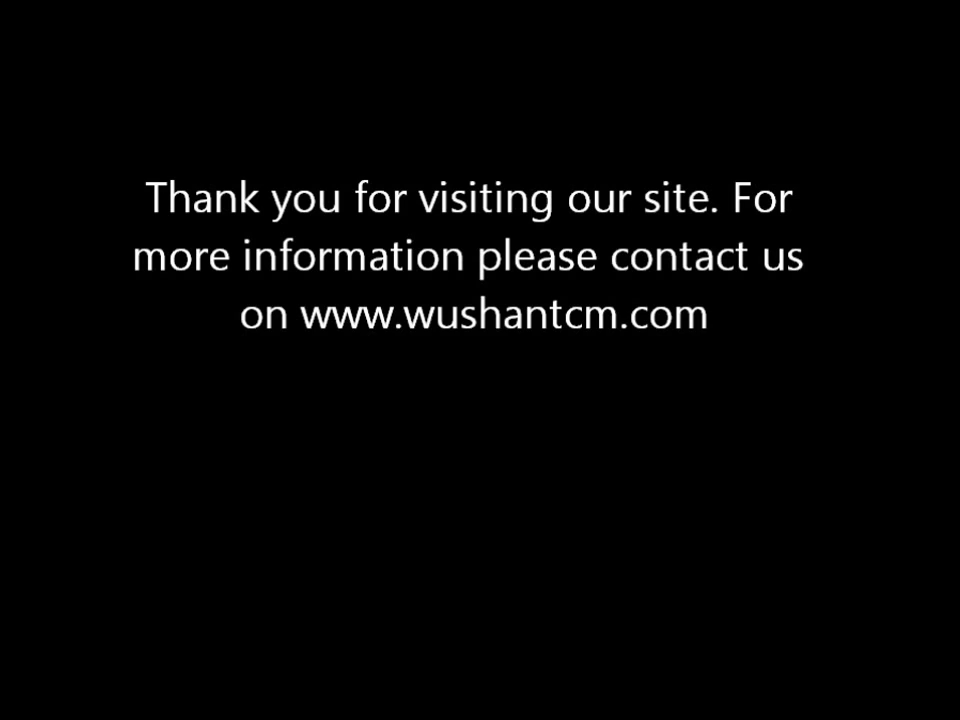 Thank you for visiting our site. For
more information please contact us
on www.wushantcm.com